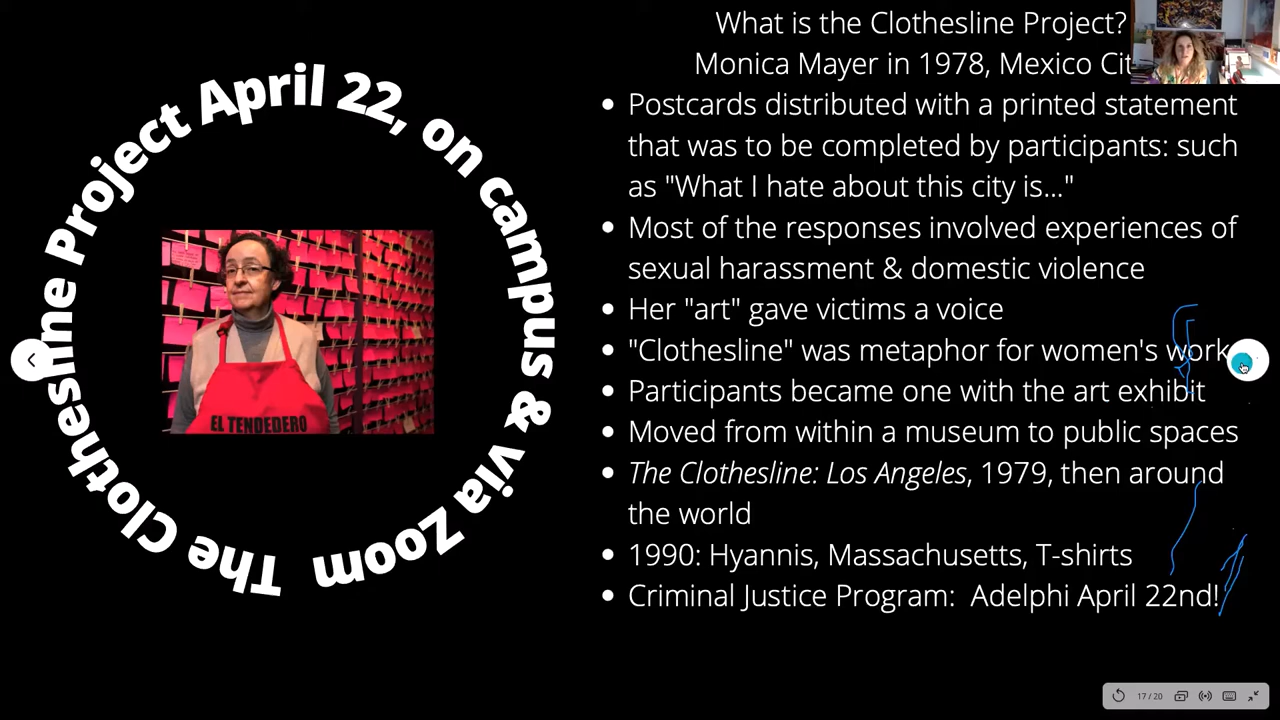 The Clothesline Project April 22, on campus & via Zoom
EL TENDEDERO
What is the Clothesline Project?
Monica Mayer in 1978, Mexico Cit
• Postcards distributed with a printed statement
that was to be completed by participants: such
as "What I hate about this city is..."
• Most of the responses involved experiences of
sexual harassment & domestic violence
• Her "art" gave victims a voice
• "Clothesline" was metaphor for women's work
• Participants became one with the art exhibit
• Moved from within a museum to public spaces
• The Clothesline: Los Angeles, 1979, then around
the world
• 1990: Hyannis, Massachusetts, T-shirts
• Criminal Justice Program:  Adelphi April 22nd!
17 / 20